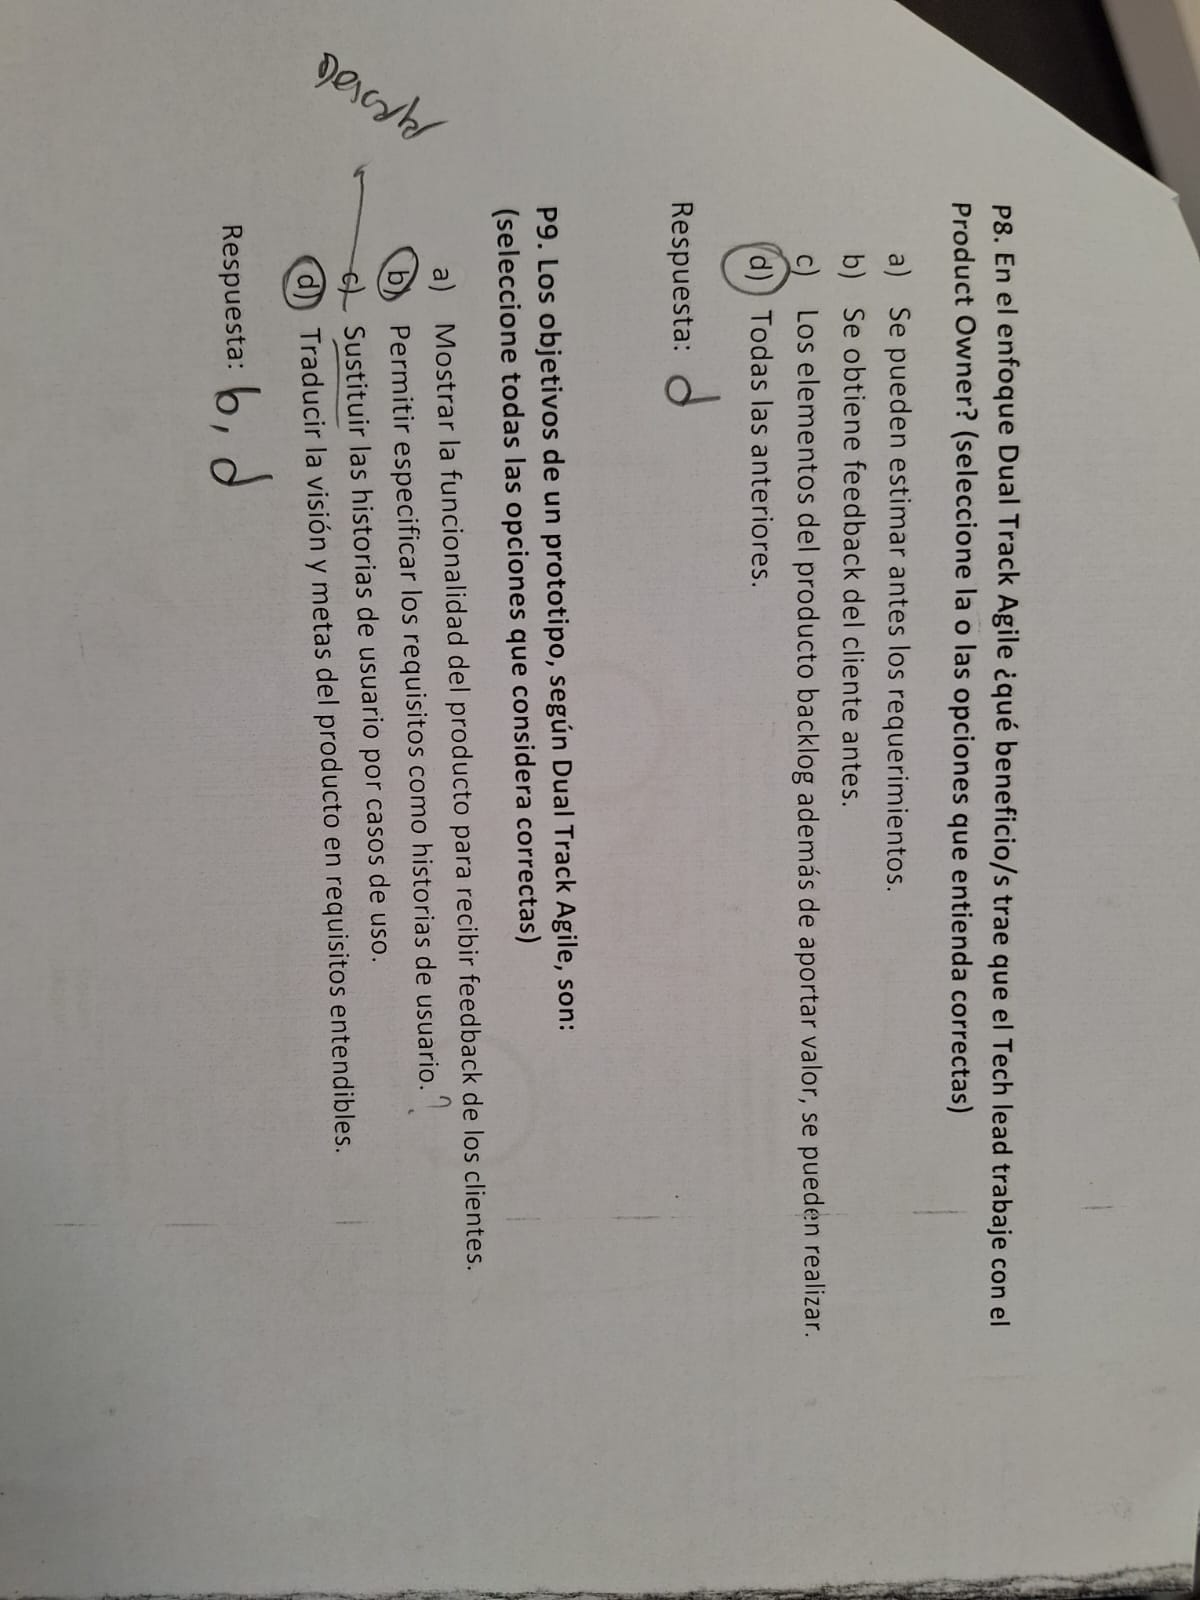 P8. En el enfoque Dual Track Agile ¿qué beneficio/s trae que el Tech lead trabaje con el
Product Owner? (seleccione la o las opciones que entienda correctas)
a) Se pueden estimar antes los requerimientos.
b) Se obtiene feedback del cliente antes.
c) Los elementos del producto backlog además de aportar valor, se pueden realizar.
d) Todas las anteriores.
Respuesta: d
P9. Los objetivos de un prototipo, según Dual Track Agile, son:
(seleccione todas las opciones que considera correctas)
a) Mostrar la funcionalidad del producto para recibir feedback de los clientes.
b) Permitir especificar los requisitos como historias de usuario. ?
c) Sustituir las historias de usuario por casos de uso.
d) Traducir la visión y metas del producto en requisitos entendibles.
Respuesta: b, d